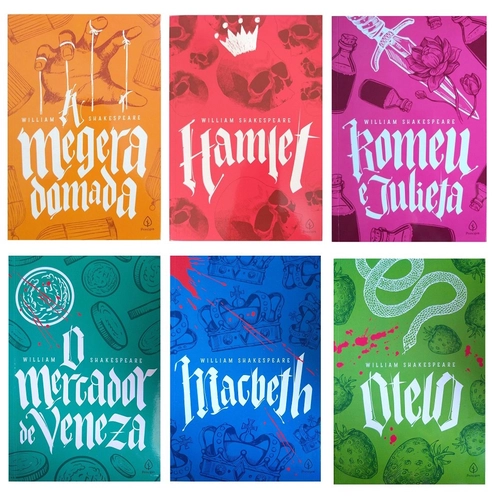 WILLIAM SHAKESPEARE
A
megera
domada
WILLIAM SHAKESPEARE
Hamlet
WILLIAM SHAKESPEARE
Romeu
e Julieta
WILLIAM SHAKESPEARE
O
mercador
de Veneza
WILLIAM SHAKESPEARE
Macbeth
WILLIAM SHAKESPEARE
Otelo